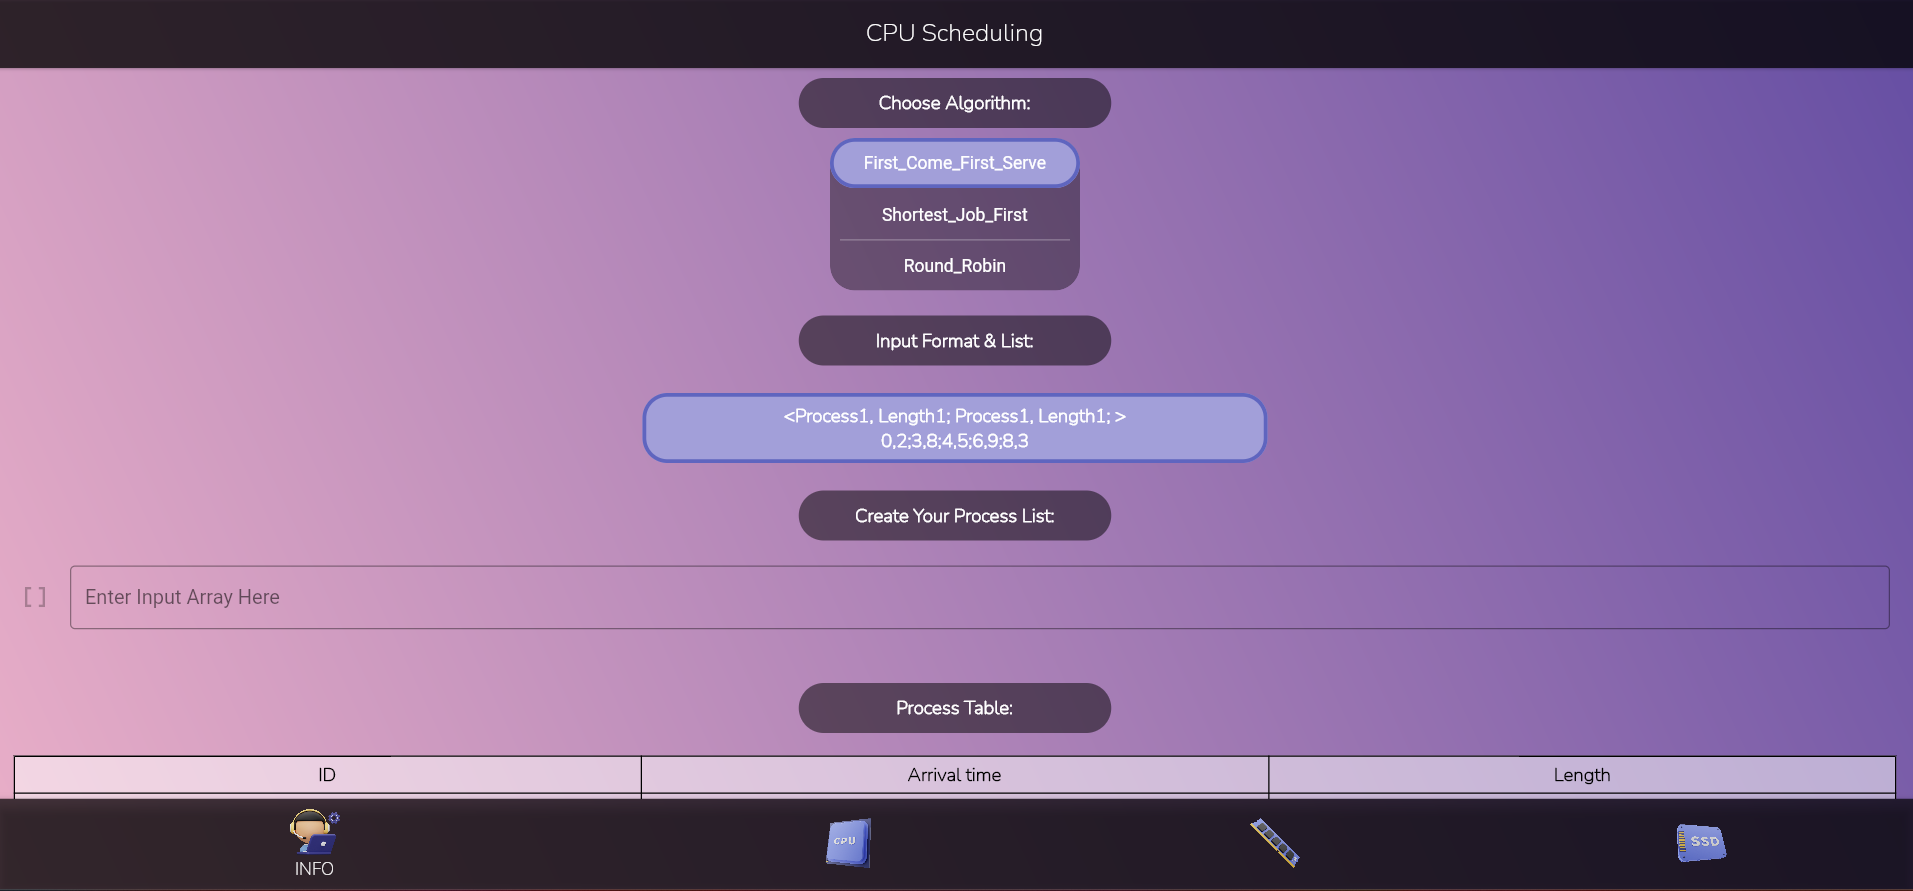 CPU Scheduling
Choose Algorithm:
First_Come_First_Serve
Shortest_Job_First
Round_Robin
Input Format & List:
<Process1, Length1; Process1, Length1; >
0,2;3,8;4,5;6,9;8,3
Create Your Process List:
[ ] Enter Input Array Here
Process Table:
ID Arrival time Length
CPU SSD
INFO